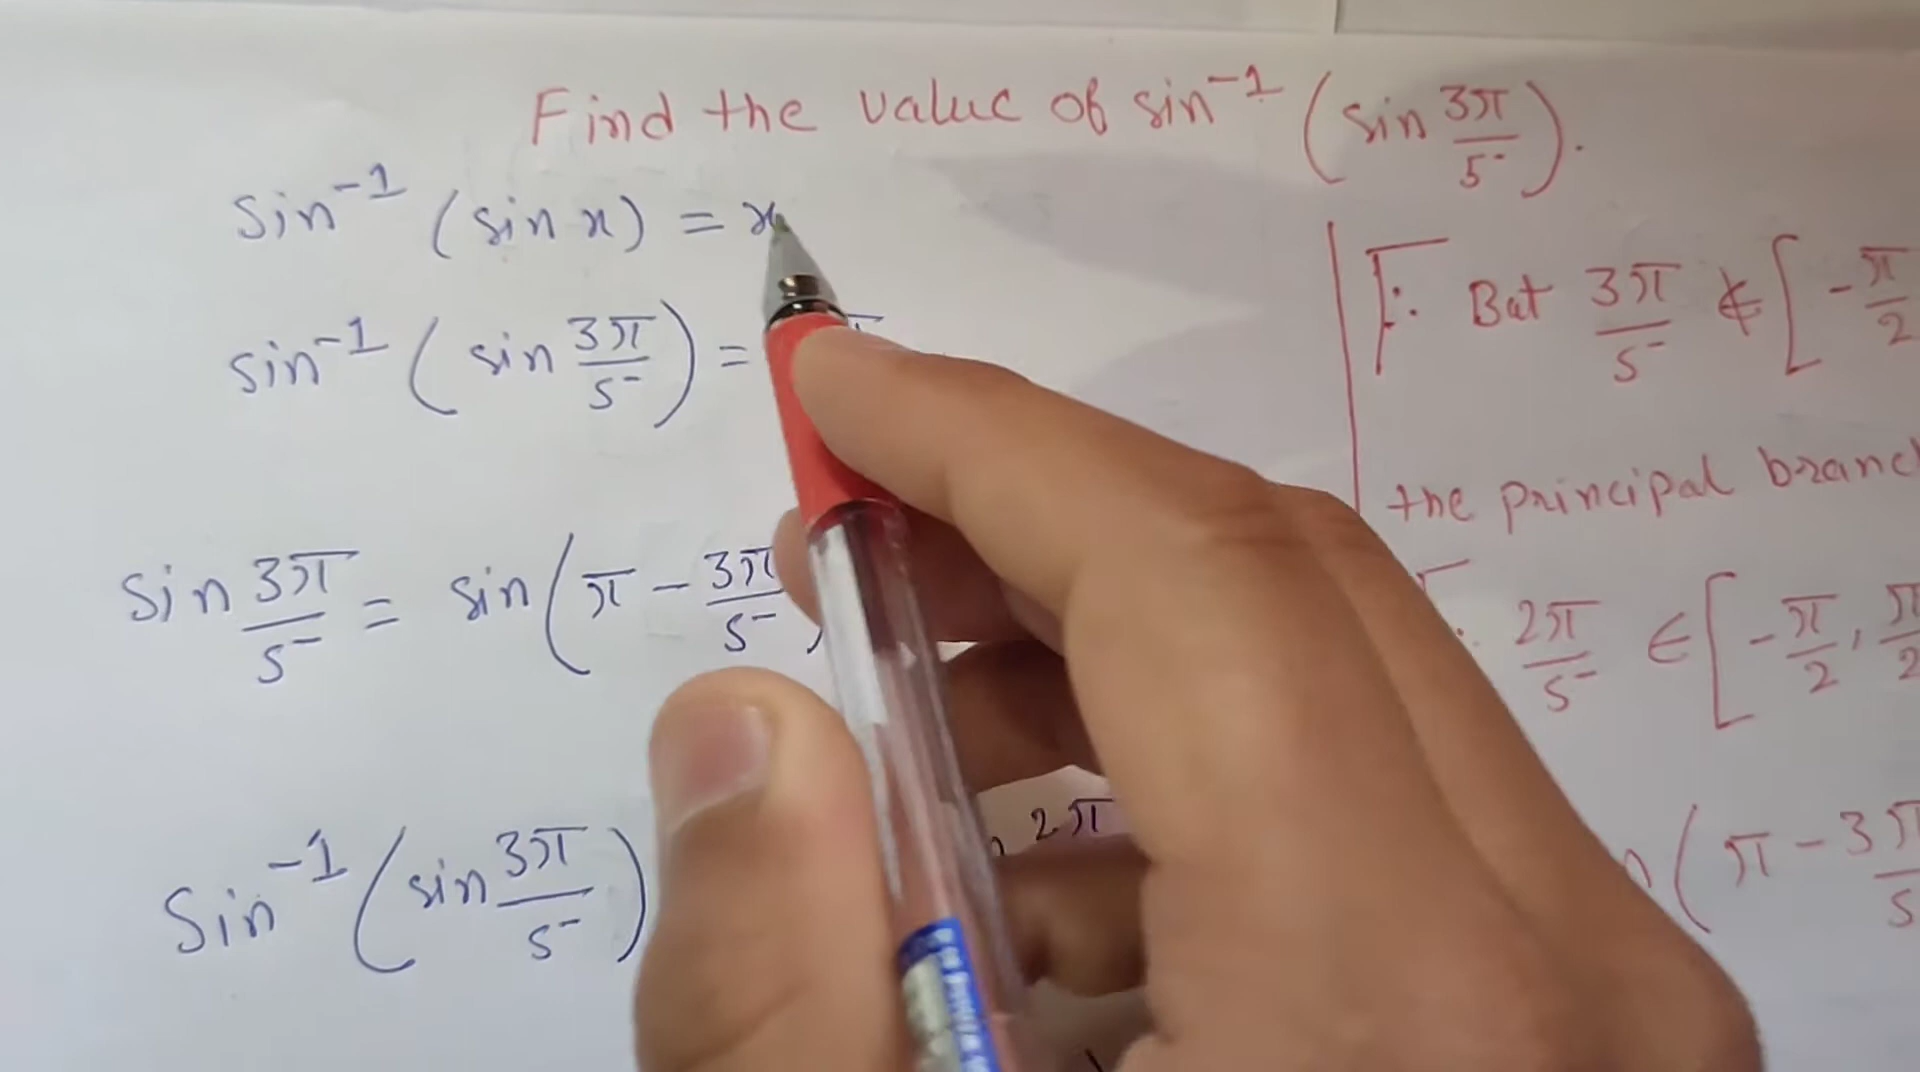 Find the value of sin⁻¹ (sin 3π/5).
sin⁻¹ (sin x) = x
sin⁻¹ (sin 3π/5) =
sin 3π/5 = sin (π - 3π/5
Sin⁻¹ (sin 3π/5)
2π
∵ But 3π/5 ∉ [-π/2
the principal branc
2π/5 ∈ [-π/2, π/2
(π - 3π/5